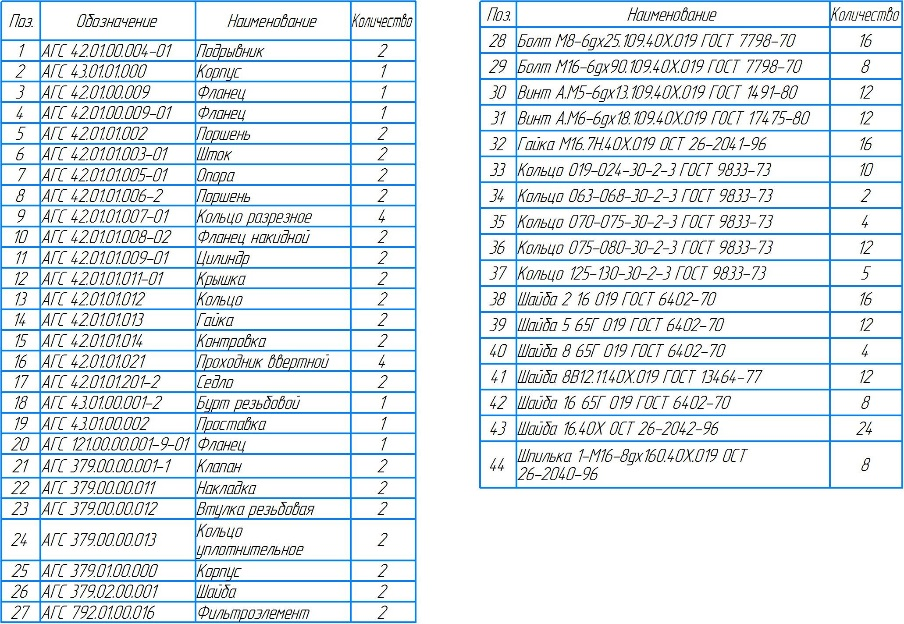 Поз. Обозначение Наименование Количество
1 АГС 42.01.00.004-01 Подрывник 2
2 АГС 43.01.01.000 Корпус 1
3 АГС 42.01.00.009 Фланец 1
4 АГС 42.01.00.009-01 Фланец 1
5 АГС 42.01.01.002 Поршень 2
6 АГС 42.01.01.003-01 Шток 2
7 АГС 42.01.01.005-01 Опора 2
8 АГС 42.01.01.006-2 Поршень 2
9 АГС 42.01.01.007-01 Кольцо разрезное 4
10 АГС 42.01.01.008-02 Фланец накидной 2
11 АГС 42.01.01.009-01 Цилиндр 2
12 АГС 42.01.01.011-01 Крышка 2
13 АГС 42.01.01.012 Кольцо 2
14 АГС 42.01.01.013 Гайка 2
15 АГС 42.01.01.014 Контровка 2
16 АГС 42.01.01.021 Проходник ввертной 4
17 АГС 42.01.01.201-2 Седло 2
18 АГС 43.01.00.001-2 Бурт резьбовой 1
19 АГС 43.01.00.002 Проставка 1
20 АГС 121.00.00.001-9-01 Фланец 1
21 АГС 379.00.00.001-1 Клапан 2
22 АГС 379.00.00.011 Накладка 2
23 АГС 379.00.00.012 Втулка резьбовая 2
24 АГС 379.00.00.013 Кольцо
уплотнительное 2
25 АГС 379.01.00.000 Корпус 2
26 АГС 379.02.00.001 Шайба 2
27 АГС 792.01.00.016 Фильтроэлемент 2
Поз. Наименование Количество
28 Болт М8-6gх25.109.40Х.019 ГОСТ 7798-70 16
29 Болт М16-6gх90.109.40Х.019 ГОСТ 7798-70 8
30 Винт А.М5-6gх13.109.40Х.019 ГОСТ 1491-80 12
31 Винт А.М6-6gх18.109.40Х.019 ГОСТ 17475-80 12
32 Гайка М16.7Н.40Х.019 ОСТ 26-2041-96 16
33 Кольцо 019-024-30-2-3 ГОСТ 9833-73 10
34 Кольцо 063-068-30-2-3 ГОСТ 9833-73 2
35 Кольцо 070-075-30-2-3 ГОСТ 9833-73 4
36 Кольцо 075-080-30-2-3 ГОСТ 9833-73 12
37 Кольцо 125-130-30-2-3 ГОСТ 9833-73 5
38 Шайба 2 16 019 ГОСТ 6402-70 16
39 Шайба 5 65Г 019 ГОСТ 6402-70 12
40 Шайба 8 65Г 019 ГОСТ 6402-70 4
41 Шайба 8В12.11.40Х.019 ГОСТ 13464-77 12
42 Шайба 16 65Г 019 ГОСТ 6402-70 8
43 Шайба 16.40Х ОСТ 26-2042-96 24
44 Шпилька 1-М16-8gх160.40Х.019 ОСТ
26-2040-96 8